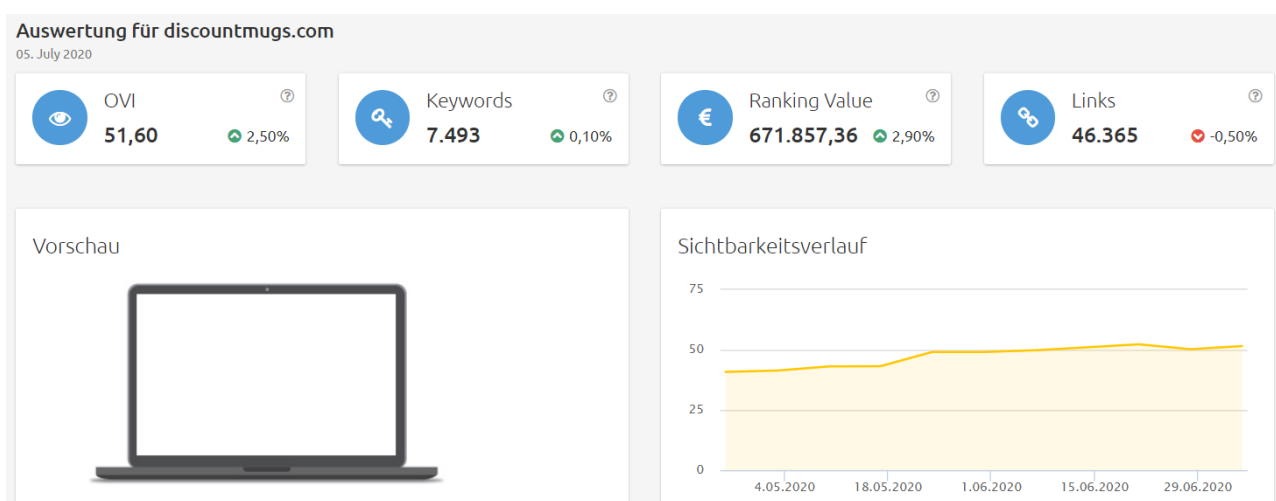 Auswertung für discountmugs.com
05. July 2020
OVI
51,60 2,50%
Keywords
7.493 0,10%
Ranking Value
€
671.857,36 2,90%
Links
46.365 -0,50%
Vorschau
Sichtbarkeitsverlauf
75
50
25
0
4.05.2020 18.05.2020 1.06.2020 15.06.2020 29.06.2020